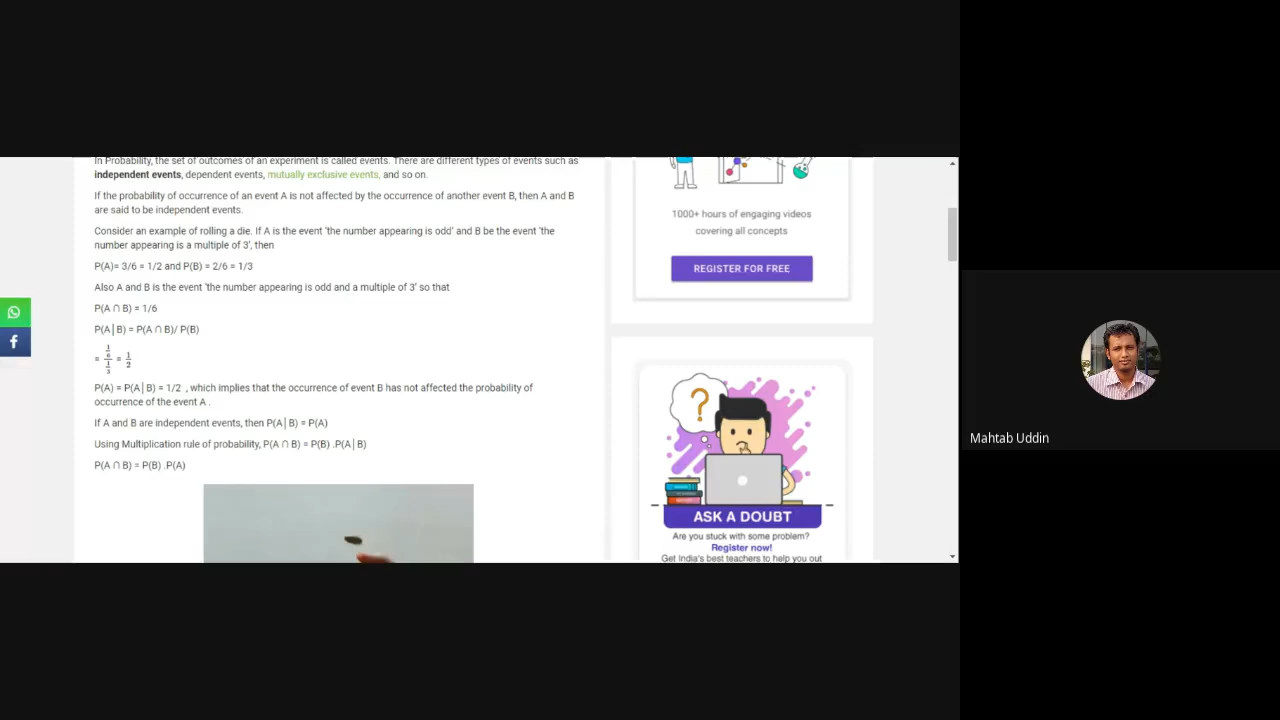 In Probability, the set of outcomes of an experiment is called events. There are different types of events such as
independent events, dependent events, mutually exclusive events, and so on.
If the probability of occurrence of an event A is not affected by the occurrence of another event B, then A and B
are said to be independent events.
Consider an example of rolling a die. If A is the event ‘the number appearing is odd’ and B be the event ‘the
number appearing is a multiple of 3’, then
P(A)= 3/6 = 1/2 and P(B) = 2/6 = 1/3
Also A and B is the event ‘the number appearing is odd and a multiple of 3’ so that
P(A ∩ B) = 1/6
P(A│B) = P(A ∩ B)/ P(B)
= (1/6)/(1/3) = 1/2
P(A) = P(A│B) = 1/2 , which implies that the occurrence of event B has not affected the probability of
occurrence of the event A .
If A and B are independent events, then P(A│B) = P(A)
Using Multiplication rule of probability, P(A ∩ B) = P(B) .P(A│B)
P(A ∩ B) = P(B) .P(A)
1000+ hours of engaging videos
covering all concepts
REGISTER FOR FREE
?
ASK A DOUBT
Are you stuck with some problem?
Register now!
Get India's best teachers to help you out
Mahtab Uddin